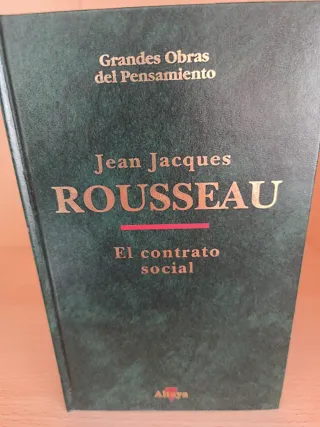 Grandes Obras
del Pensamiento
Jean Jacques
ROUSSEAU
El contrato
social
Altaya